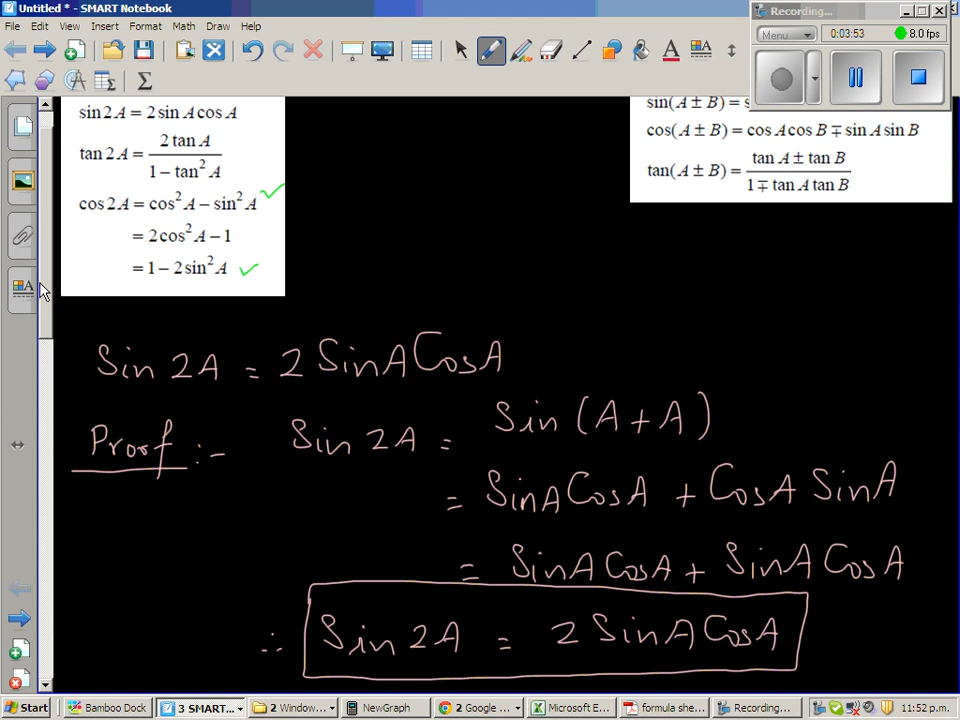 Untitled * - SMART Notebook
File Edit View Insert Format Math Draw Help
Recording...
Menu 0:03:53 8.0 fps
sin 2A = 2 sin A cos A
tan 2A = 2 tan A / 1 − tan² A
cos 2A = cos² A − sin² A ✓
= 2cos² A − 1
= 1 − 2 sin² A ✓
sin(A ± B) =
cos(A ± B) = cos A cos B ∓ sin A sin B
tan(A ± B) = tan A ± tan B / 1 ∓ tan A tan B
Sin 2A = 2 SinA CosA
Proof :- Sin 2A = Sin (A + A)
= SinA CosA + CosA SinA
= SinA CosA + SinA CosA
∴ Sin 2A = 2 SinA CosA
Start Bamboo Dock 3 SMART... 2 Window... NewGraph 2 Google ... Microsoft E... formula she... Recording... 11:52 p.m.